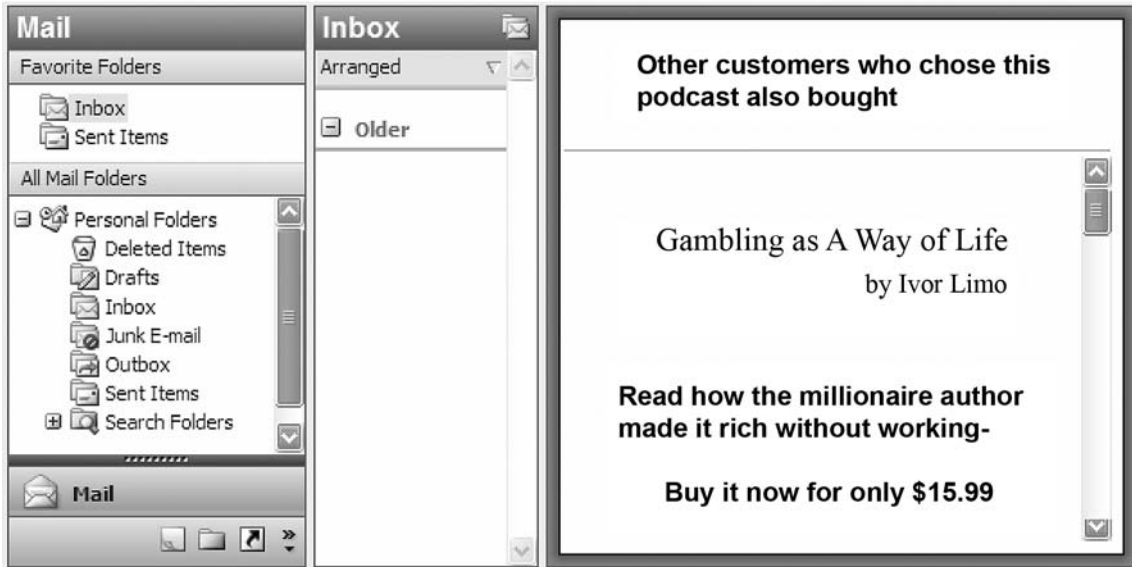 Mail
Favorite Folders
Inbox
Sent Items
All Mail Folders
Personal Folders
Deleted Items
Drafts
Inbox
Junk E-mail
Outbox
Sent Items
Search Folders
Mail
Inbox
Arranged
Older
Other customers who chose this
podcast also bought
Gambling as A Way of Life
by Ivor Limo
Read how the millionaire author
made it rich without working-
Buy it now for only $15.99